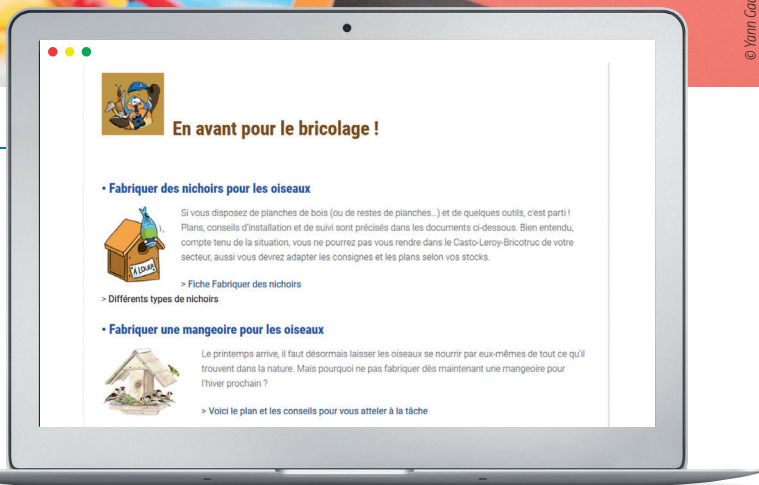 © Yann Gad
En avant pour le bricolage !
• Fabriquer des nichoirs pour les oiseaux
Si vous disposez de planches de bois (ou de restes de planches…) et de quelques outils, c'est parti !
Plans, conseils d'installation et de suivi sont précisés dans les documents ci-dessous. Bien entendu,
compte tenu de la situation, vous ne pourrez pas vous rendre dans le Casto-Leroy-Bricotruc de votre
secteur, aussi vous devrez adapter les consignes et les plans selon vos stocks.
A LOUER
> Fiche Fabriquer des nichoirs
> Différents types de nichoirs
• Fabriquer une mangeoire pour les oiseaux
Le printemps arrive, il faut désormais laisser les oiseaux se nourrir par eux-mêmes de tout ce qu'il
trouvent dans la nature. Mais pourquoi ne pas fabriquer dès maintenant une mangeoire pour
l'hiver prochain ?
> Voici le plan et les conseils pour vous atteler à la tâche